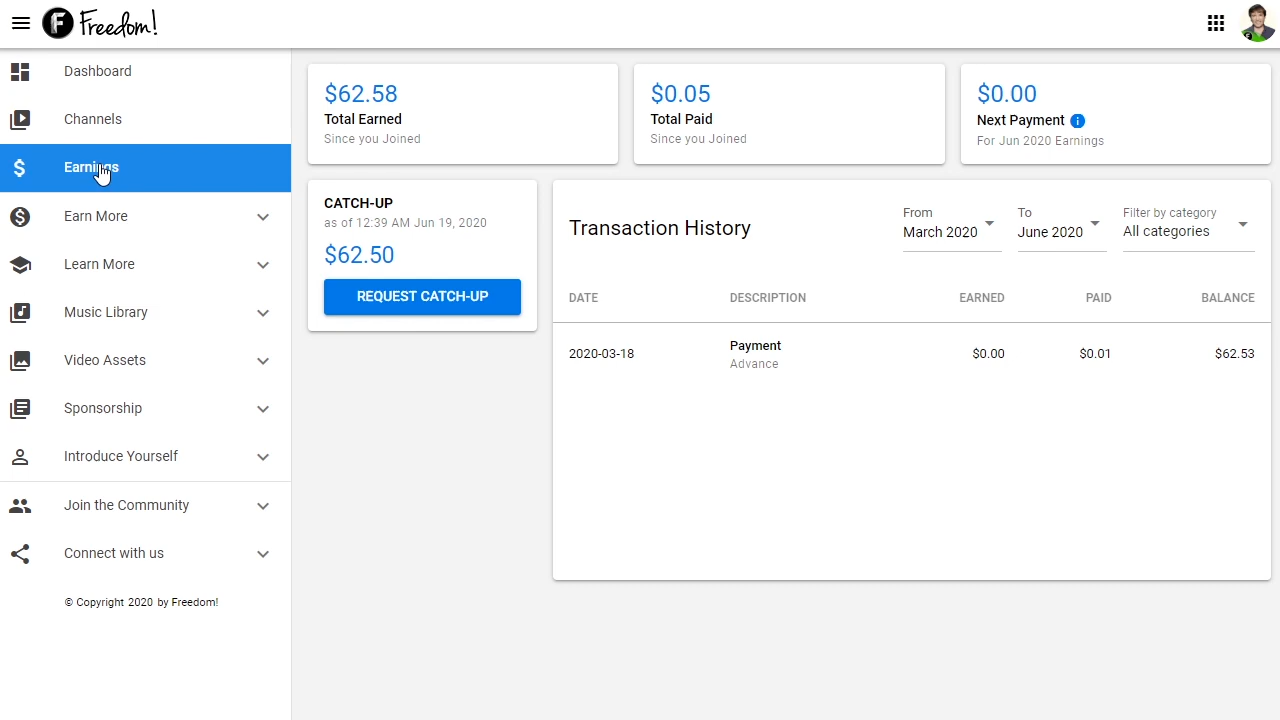 Freedom!
Dashboard
Channels
Earnings
Earn More
Learn More
Music Library
Video Assets
Sponsorship
Introduce Yourself
Join the Community
Connect with us
© Copyright 2020 by Freedom!
$62.58
Total Earned
Since you Joined
$0.05
Total Paid
Since you Joined
$0.00
Next Payment
For Jun 2020 Earnings
CATCH-UP
as of 12:39 AM Jun 19, 2020
$62.50
REQUEST CATCH-UP
Transaction History
From
March 2020
To
June 2020
Filter by category
All categories
DATE DESCRIPTION EARNED PAID BALANCE
2020-03-18 Payment $0.00 $0.01 $62.53
Advance